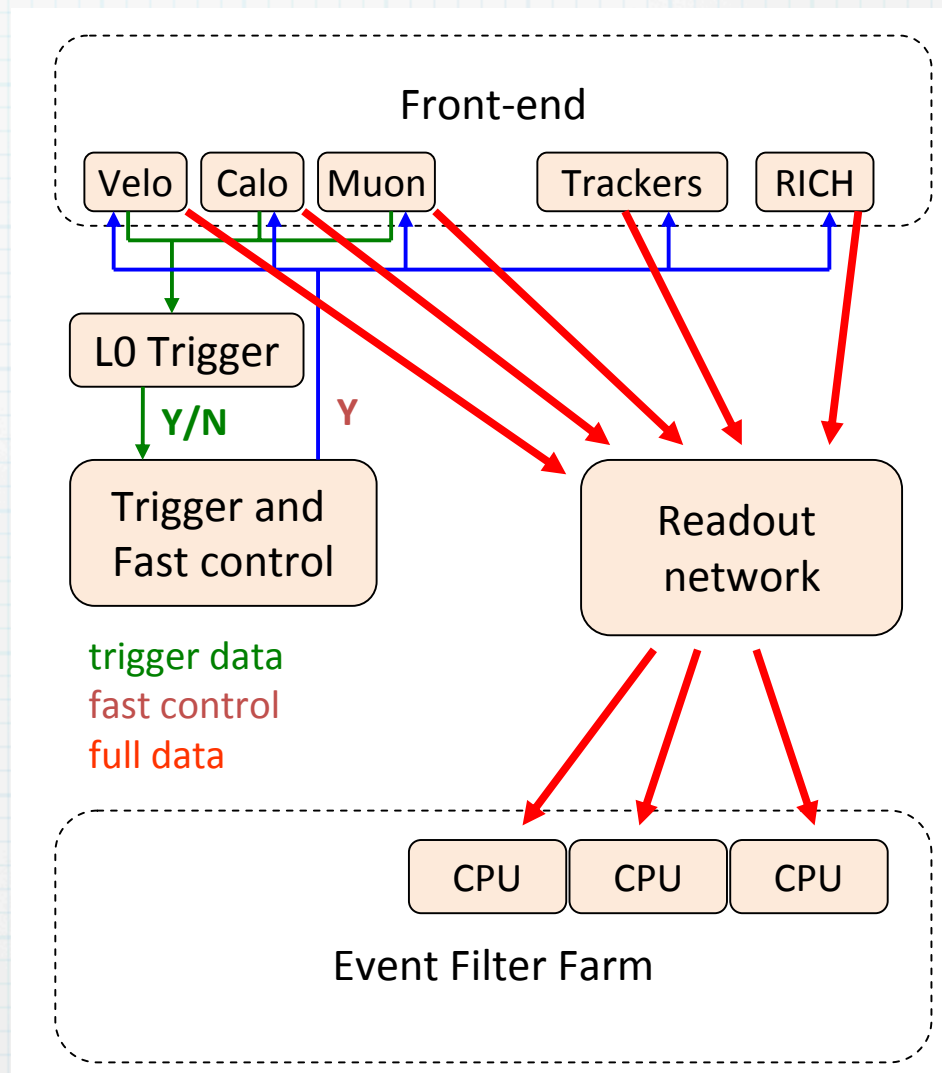 Front-end
Velo
Calo
Muon
Trackers
RICH
L0 Trigger
Y/N
Y
Trigger and
Fast control
Readout
network
trigger data
fast control
full data
CPU
CPU
CPU
Event Filter Farm